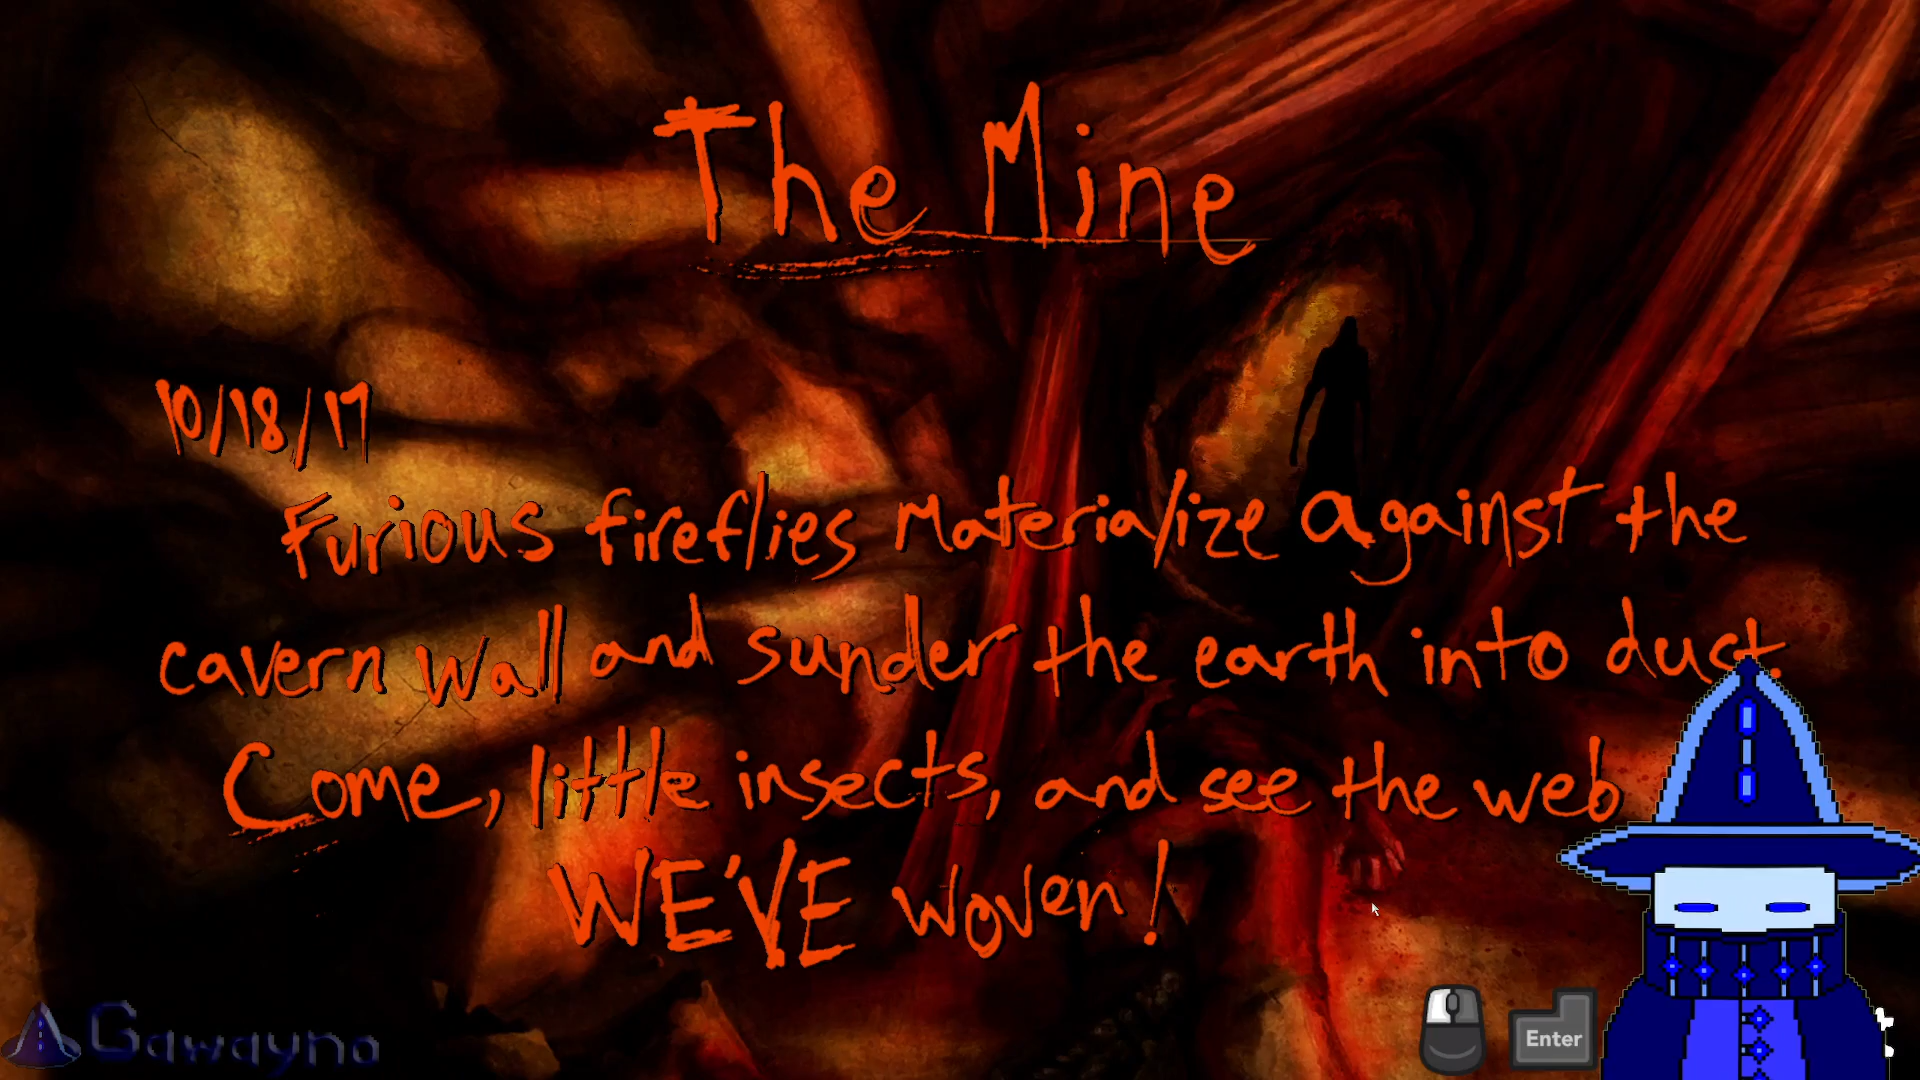 The Mine
10/18/17
Furious fireflies materialize against the
cavern wall and sunder the earth into dust.
Come, little insects, and see the web
WE'VE woven!
Enter
Gawayno